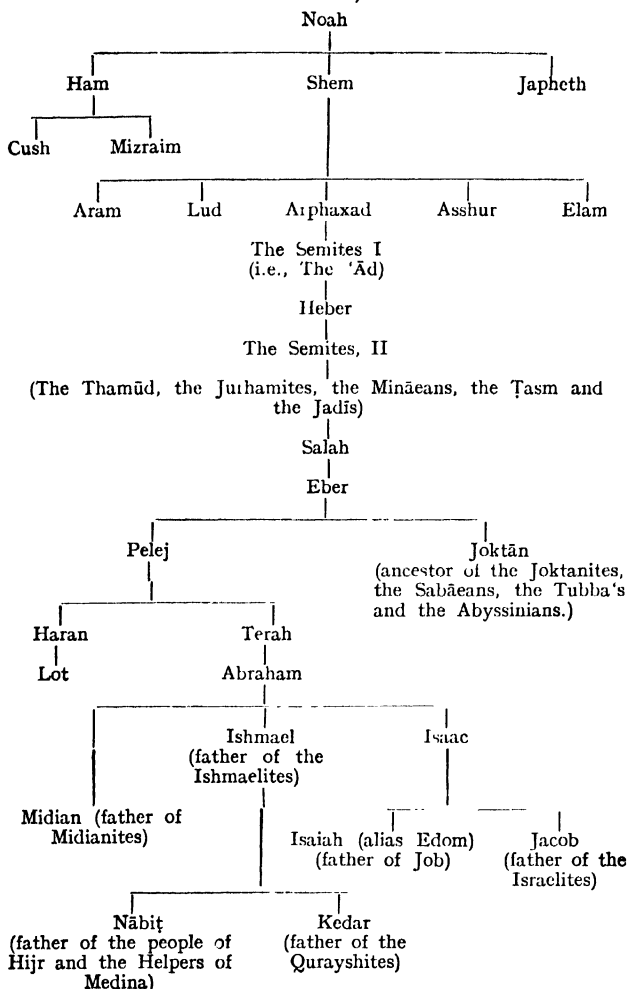 Noah
Ham Shem Japheth
Cush Mizraim
Aram Lud Arphaxad Asshur Elam
The Semites I
(i.e., The ‘Ād)
Heber
The Semites, II
(The Thamūd, the Jurhamites, the Mināeans, the Ṭasm and
the Jadīs)
Salah
Eber
Pelej Joktān
(ancestor of the Joktanites,
the Sabāeans, the Tubba's
and the Abyssinians.)
Haran Terah
Lot Abraham
Ishmael Isaac
(father of the
Ishmaelites)
Midian (father of
Midianites)
Isaiah (alias Edom) Jacob
(father of Job) (father of the
Israelites)
Nābiṭ Kedar
(father of the people of (father of the
Hijr and the Helpers of Qurayshites)
Medina)